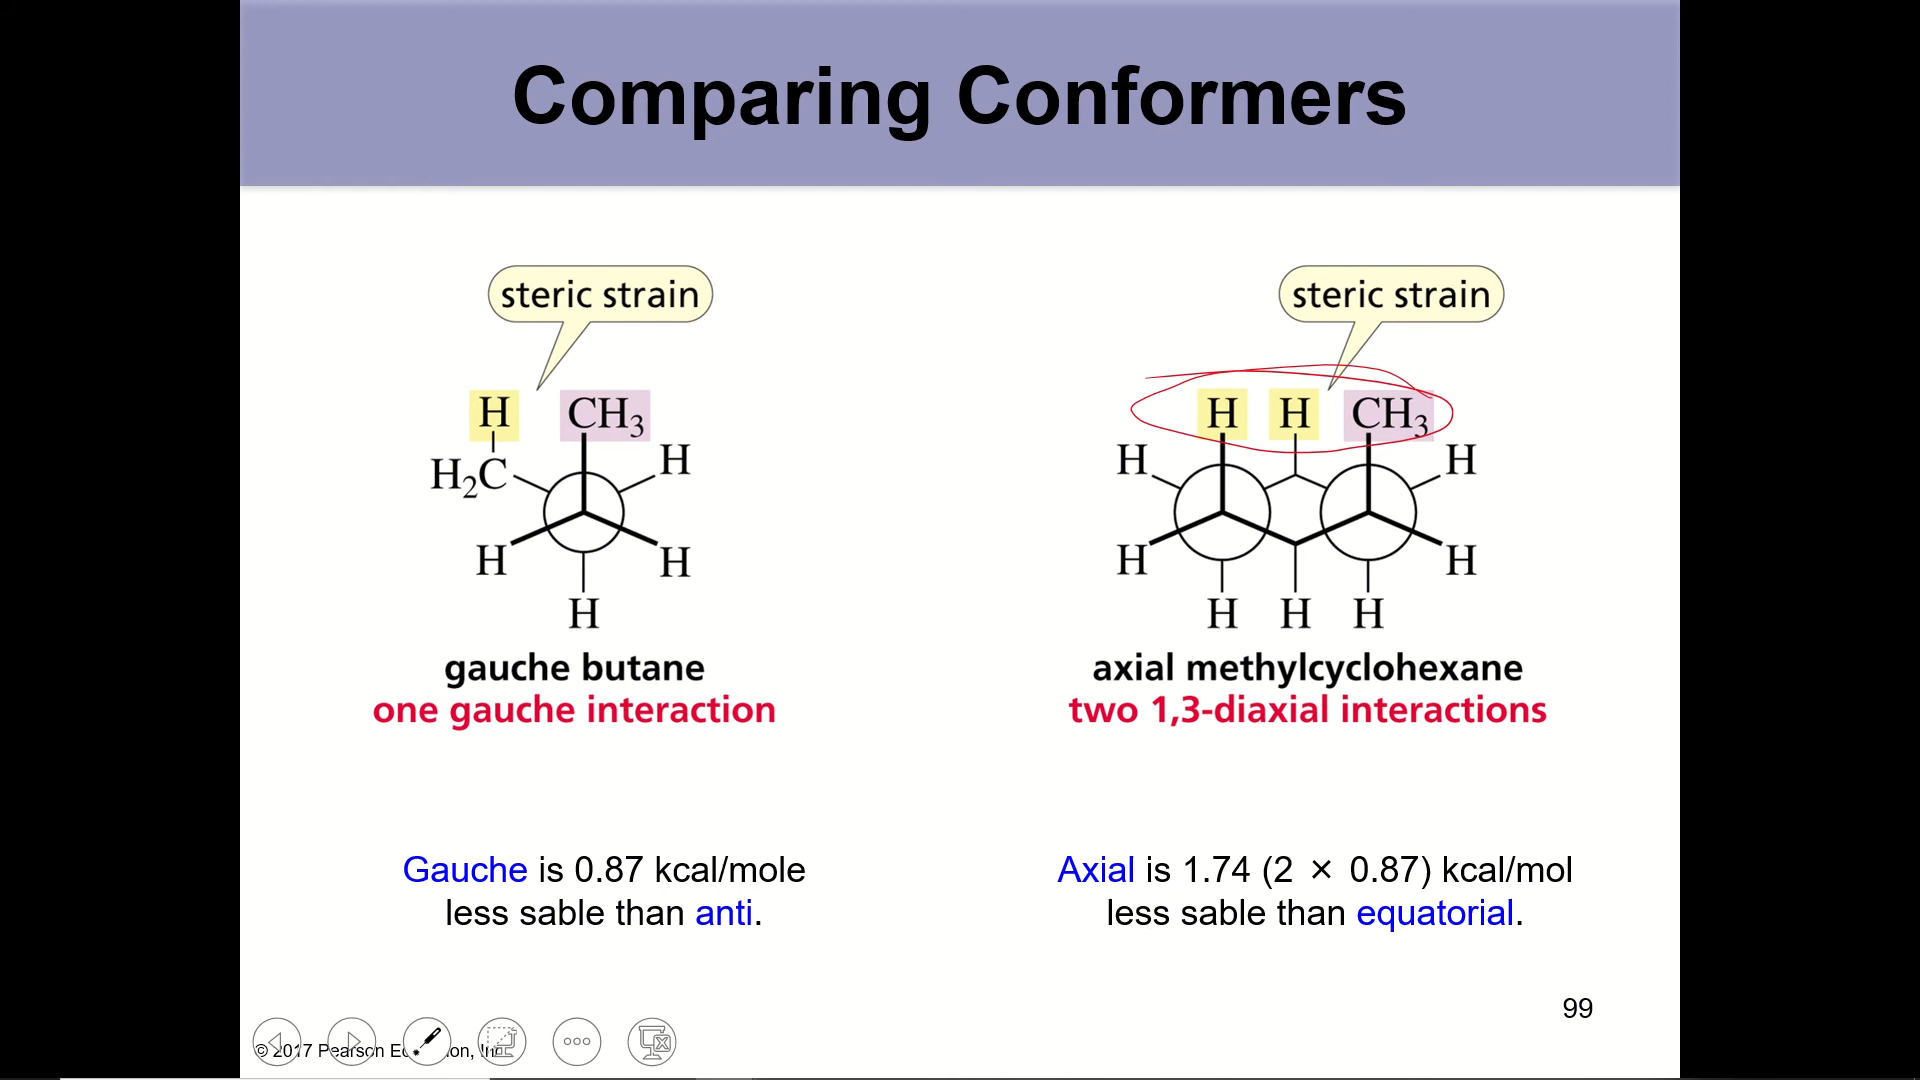 Comparing Conformers
steric strain
steric strain
H CH₃
H
H₂C
H H
H
gauche butane
one gauche interaction
H H CH₃
H H
H H
H H H
axial methylcyclohexane
two 1,3-diaxial interactions
Gauche is 0.87 kcal/mole
less sable than anti.
Axial is 1.74 (2 × 0.87) kcal/mol
less sable than equatorial.
99
© 2017 Pearson